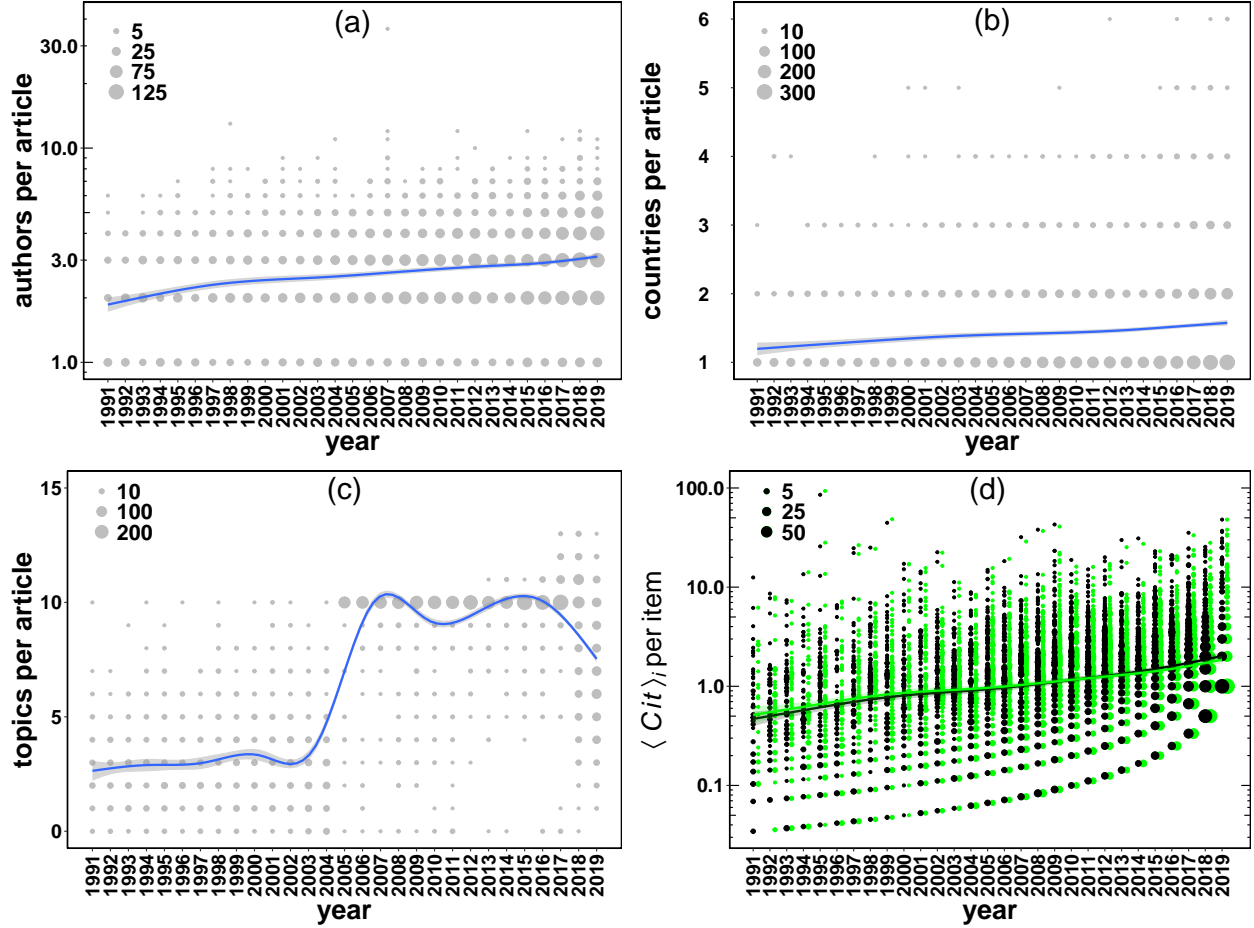 (a)
5
25
75
125
30.0
10.0
3.0
1.0
authors per article
1991 1992 1993 1994 1995 1996 1997 1998 1999 2000 2001 2002 2003 2004 2005 2006 2007 2008 2009 2010 2011 2012 2013 2014 2015 2016 2017 2018 2019
year
(b)
10
100
200
300
6
5
4
3
2
1
countries per article
1991 1992 1993 1994 1995 1996 1997 1998 1999 2000 2001 2002 2003 2004 2005 2006 2007 2008 2009 2010 2011 2012 2013 2014 2015 2016 2017 2018 2019
year
(c)
10
100
200
15
10
5
0
topics per article
1991 1992 1993 1994 1995 1996 1997 1998 1999 2000 2001 2002 2003 2004 2005 2006 2007 2008 2009 2010 2011 2012 2013 2014 2015 2016 2017 2018 2019
year
(d)
5
25
50
100.0
10.0
1.0
0.1
⟨ Cit ⟩i per item
1991 1992 1993 1994 1995 1996 1997 1998 1999 2000 2001 2002 2003 2004 2005 2006 2007 2008 2009 2010 2011 2012 2013 2014 2015 2016 2017 2018 2019
year